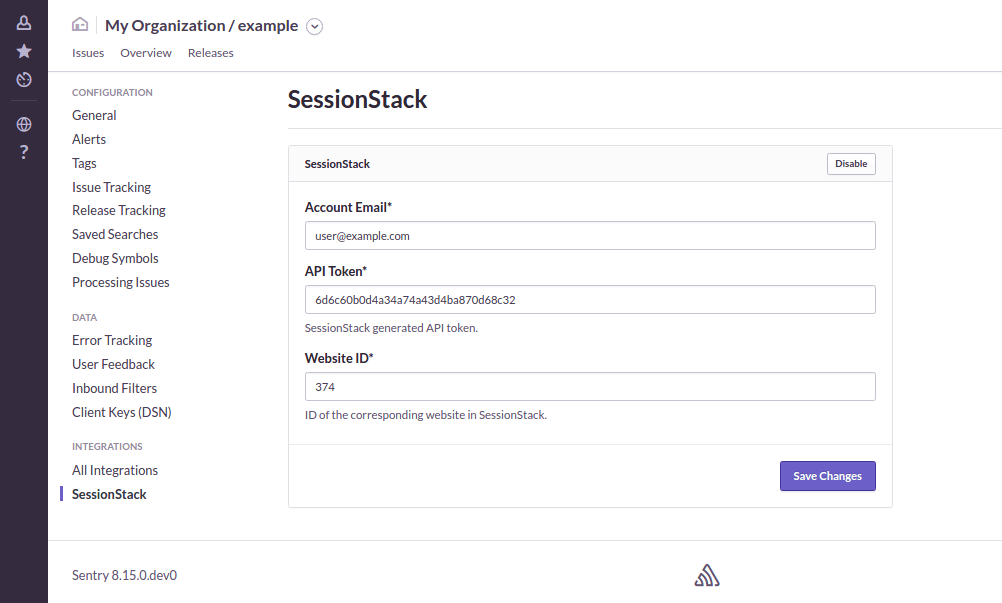 My Organization / example
Issues Overview Releases
CONFIGURATION
General
Alerts
Tags
Issue Tracking
Release Tracking
Saved Searches
Debug Symbols
Processing Issues
DATA
Error Tracking
User Feedback
Inbound Filters
Client Keys (DSN)
INTEGRATIONS
All Integrations
SessionStack
SessionStack
SessionStack Disable
Account Email*
user@example.com
API Token*
6d6c60b0d4a34a74a43d4ba870d68c32
SessionStack generated API token.
Website ID*
374
ID of the corresponding website in SessionStack.
Save Changes
Sentry 8.15.0.dev0
?